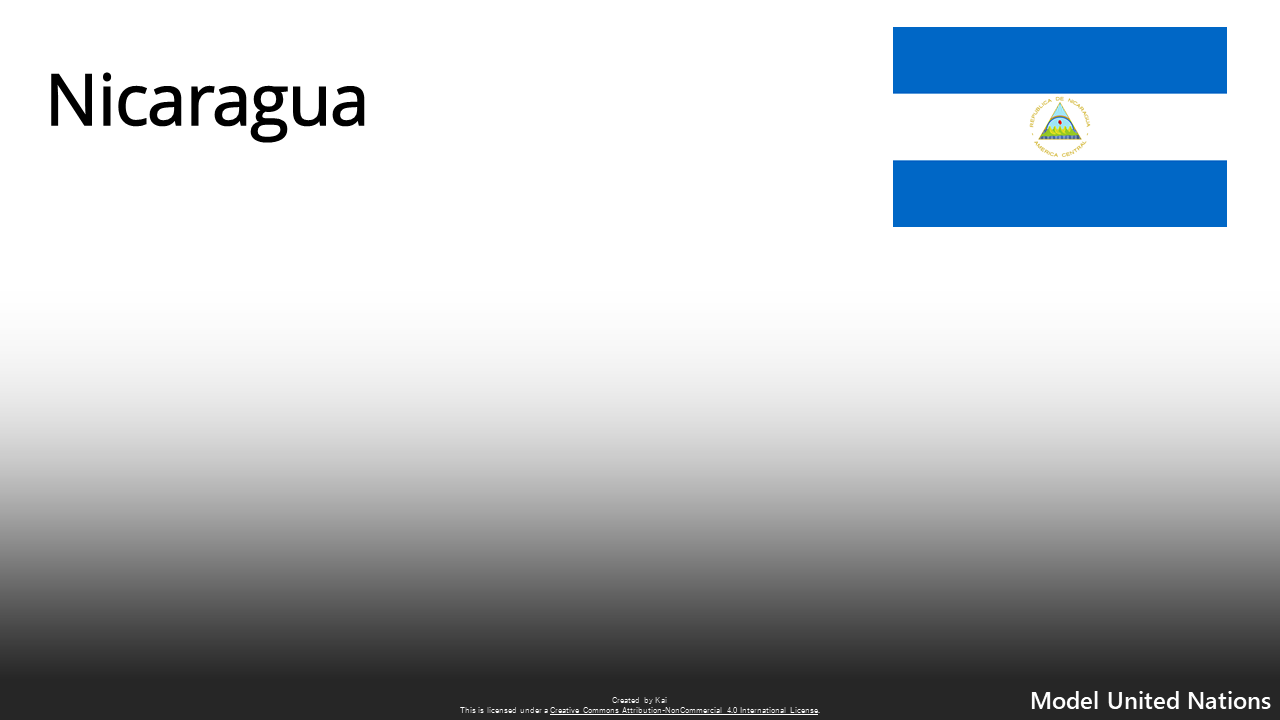 Nicaragua
REPUBLICA DE NICARAGUA
AMERICA CENTRAL
Created by Kai
This is licensed under a Creative Commons Attribution-NonCommercial 4.0 International License.
Model United Nations